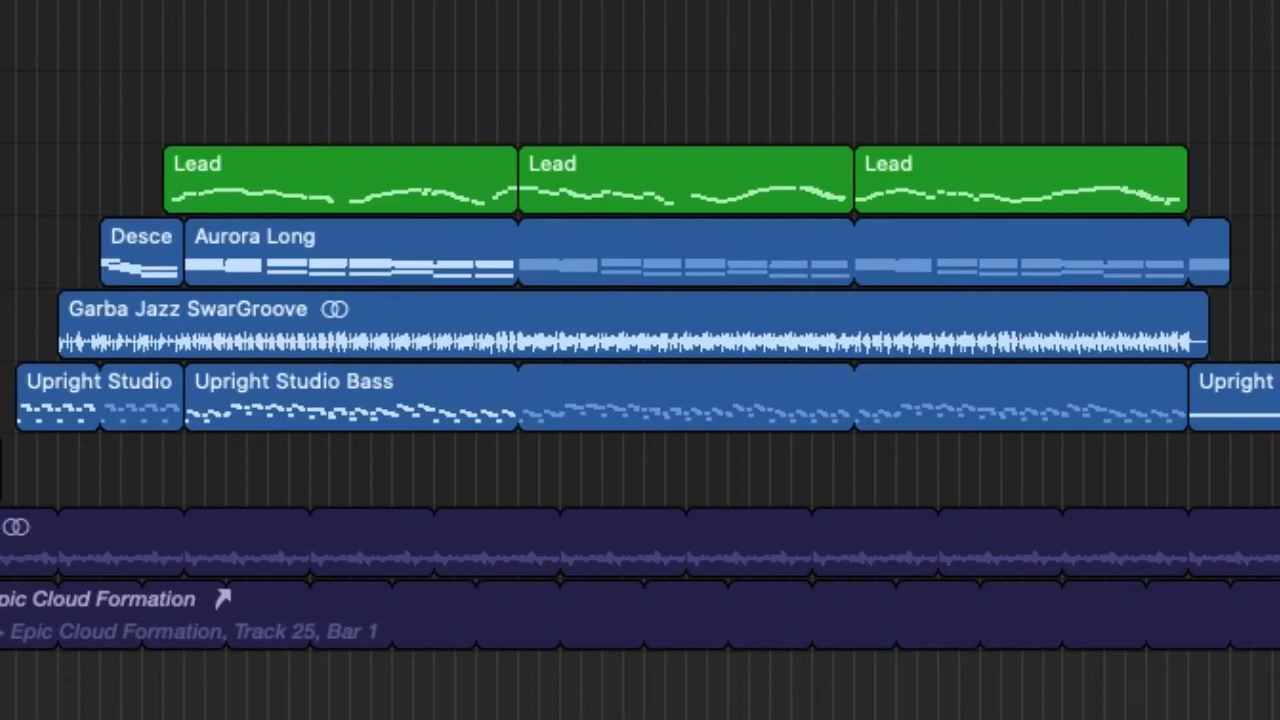 Lead Lead Lead
Desce Aurora Long
Garba Jazz SwarGroove
Upright Studio Upright Studio Bass Upright
pic Cloud Formation
Epic Cloud Formation, Track 25, Bar 1